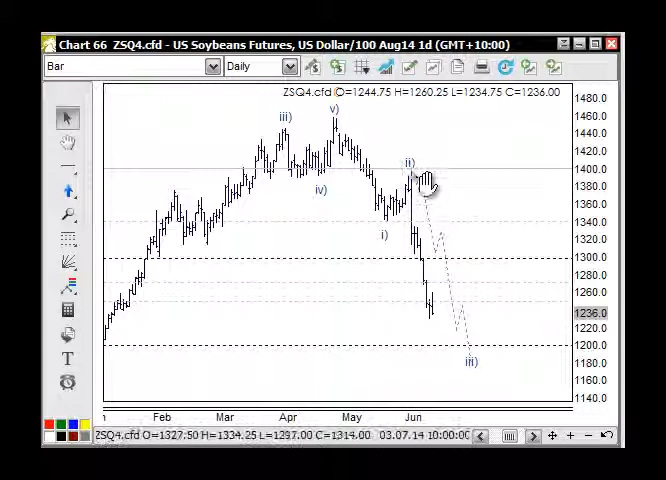 Chart 66 ZSQ4.cfd - US Soybeans Futures, US Dollar/100 Aug14 1d (GMT+10:00)
Bar
Daily
ZSQ4.cfd O=1244.75 H=1260.25 L=1234.75 C=1236.00
1480.0
1460.0
1440.0
1420.0
1400.0
1380.0
1360.0
1340.0
1320.0
1300.0
1280.0
1260.0
1236.0
1220.0
1200.0
1180.0
1160.0
1140.0
iii)
v)
iv)
ii)
i)
iii)
T
Feb
Mar
Apr
May
Jun
ZSQ4.cfd O=1327.50 H=1334.25 L=1297.00 C=1314.00 03.07.14 10:00:00